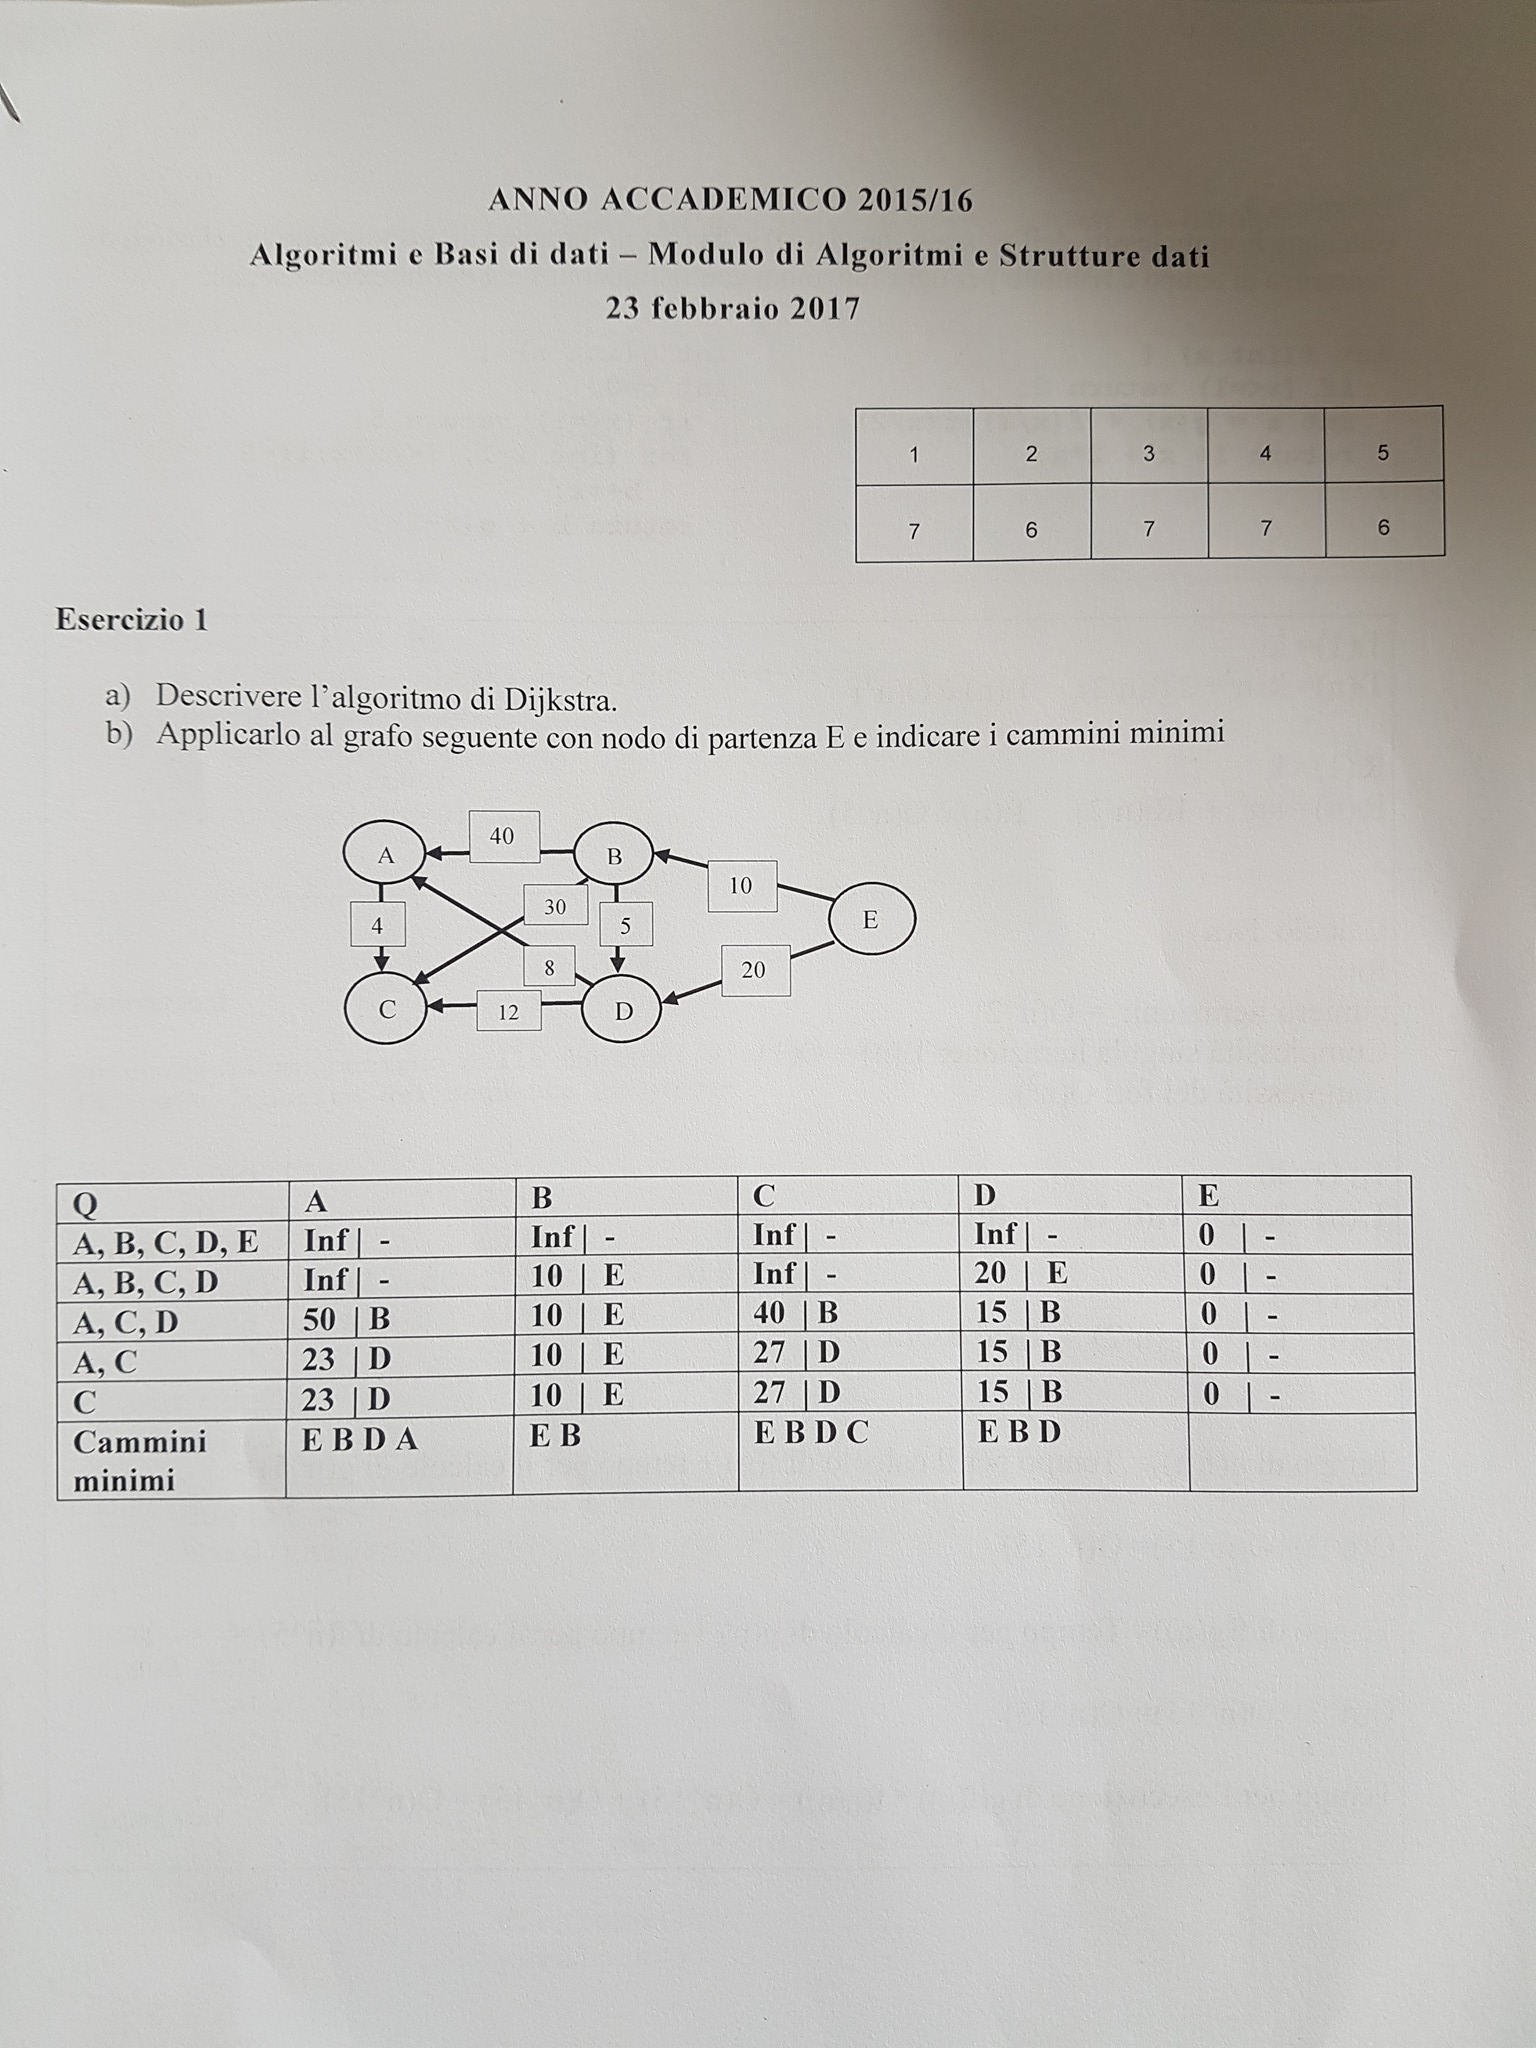 ANNO ACCADEMICO 2015/16
Algoritmi e Basi di dati – Modulo di Algoritmi e Strutture dati
23 febbraio 2017
1 2 3 4 5
7 6 7 7 6
Esercizio 1
a) Descrivere l'algoritmo di Dijkstra.
b) Applicarlo al grafo seguente con nodo di partenza E e indicare i cammini minimi
40
A B
10
30
4 5 E
8 20
C 12 D
Q A B C D E
A, B, C, D, E Inf | - Inf | - Inf | - Inf | - 0 | -
A, B, C, D Inf | - 10 | E Inf | - 20 | E 0 | -
A, C, D 50 | B 10 | E 40 | B 15 | B 0 | -
A, C 23 | D 10 | E 27 | D 15 | B 0 | -
C 23 | D 10 | E 27 | D 15 | B 0 | -
Cammini E B D A E B E B D C E B D
minimi